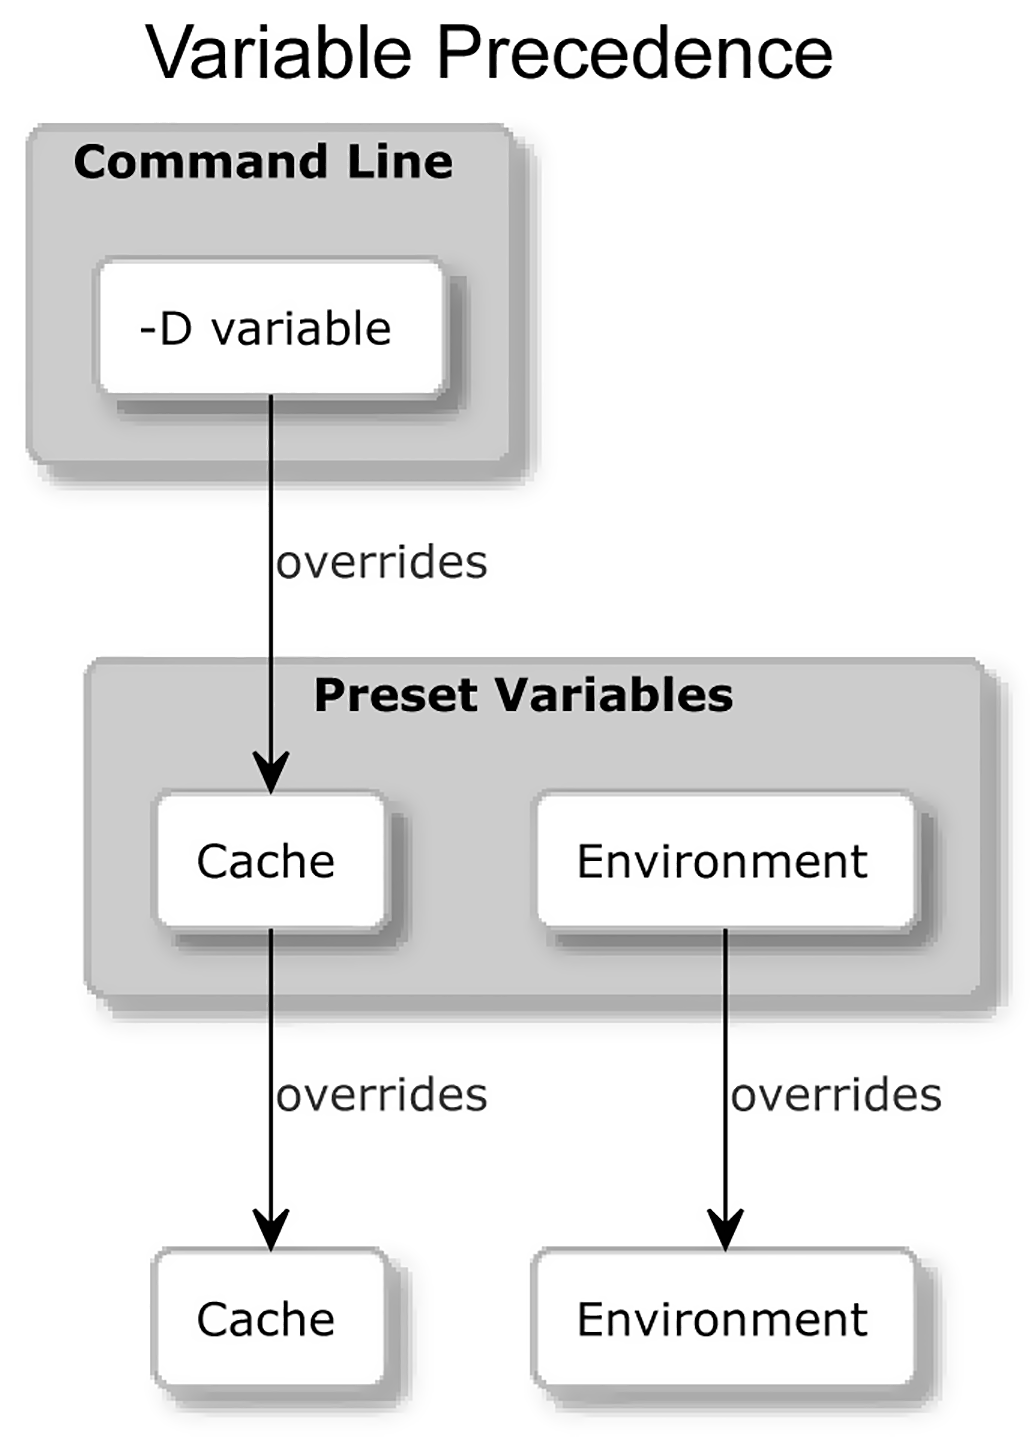 Variable Precedence
Command Line
-D variable
overrides
Preset Variables
Cache
Environment
overrides
overrides
Cache
Environment